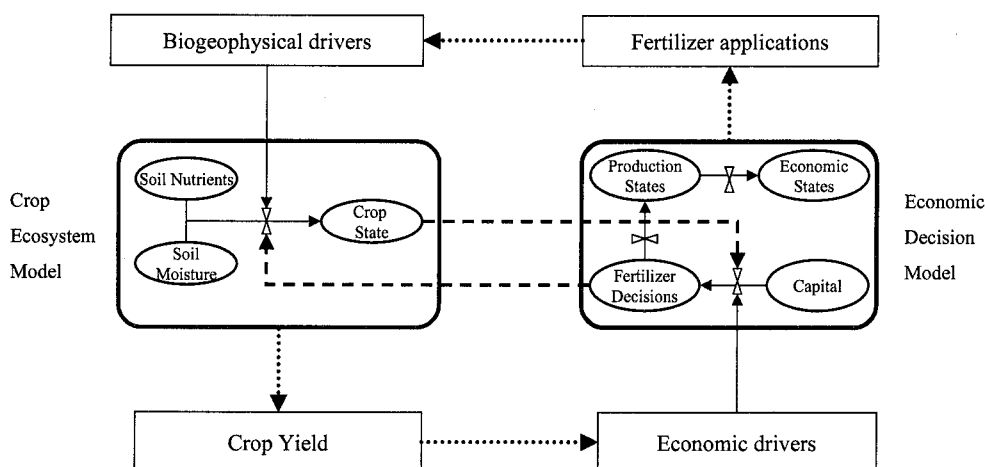 Biogeophysical drivers
Fertilizer applications
Crop
Ecosystem
Model
Soil Nutrients
Soil
Moisture
Crop
State
Production
States
Economic
States
Fertilizer
Decisions
Capital
Economic
Decision
Model
Crop Yield
Economic drivers